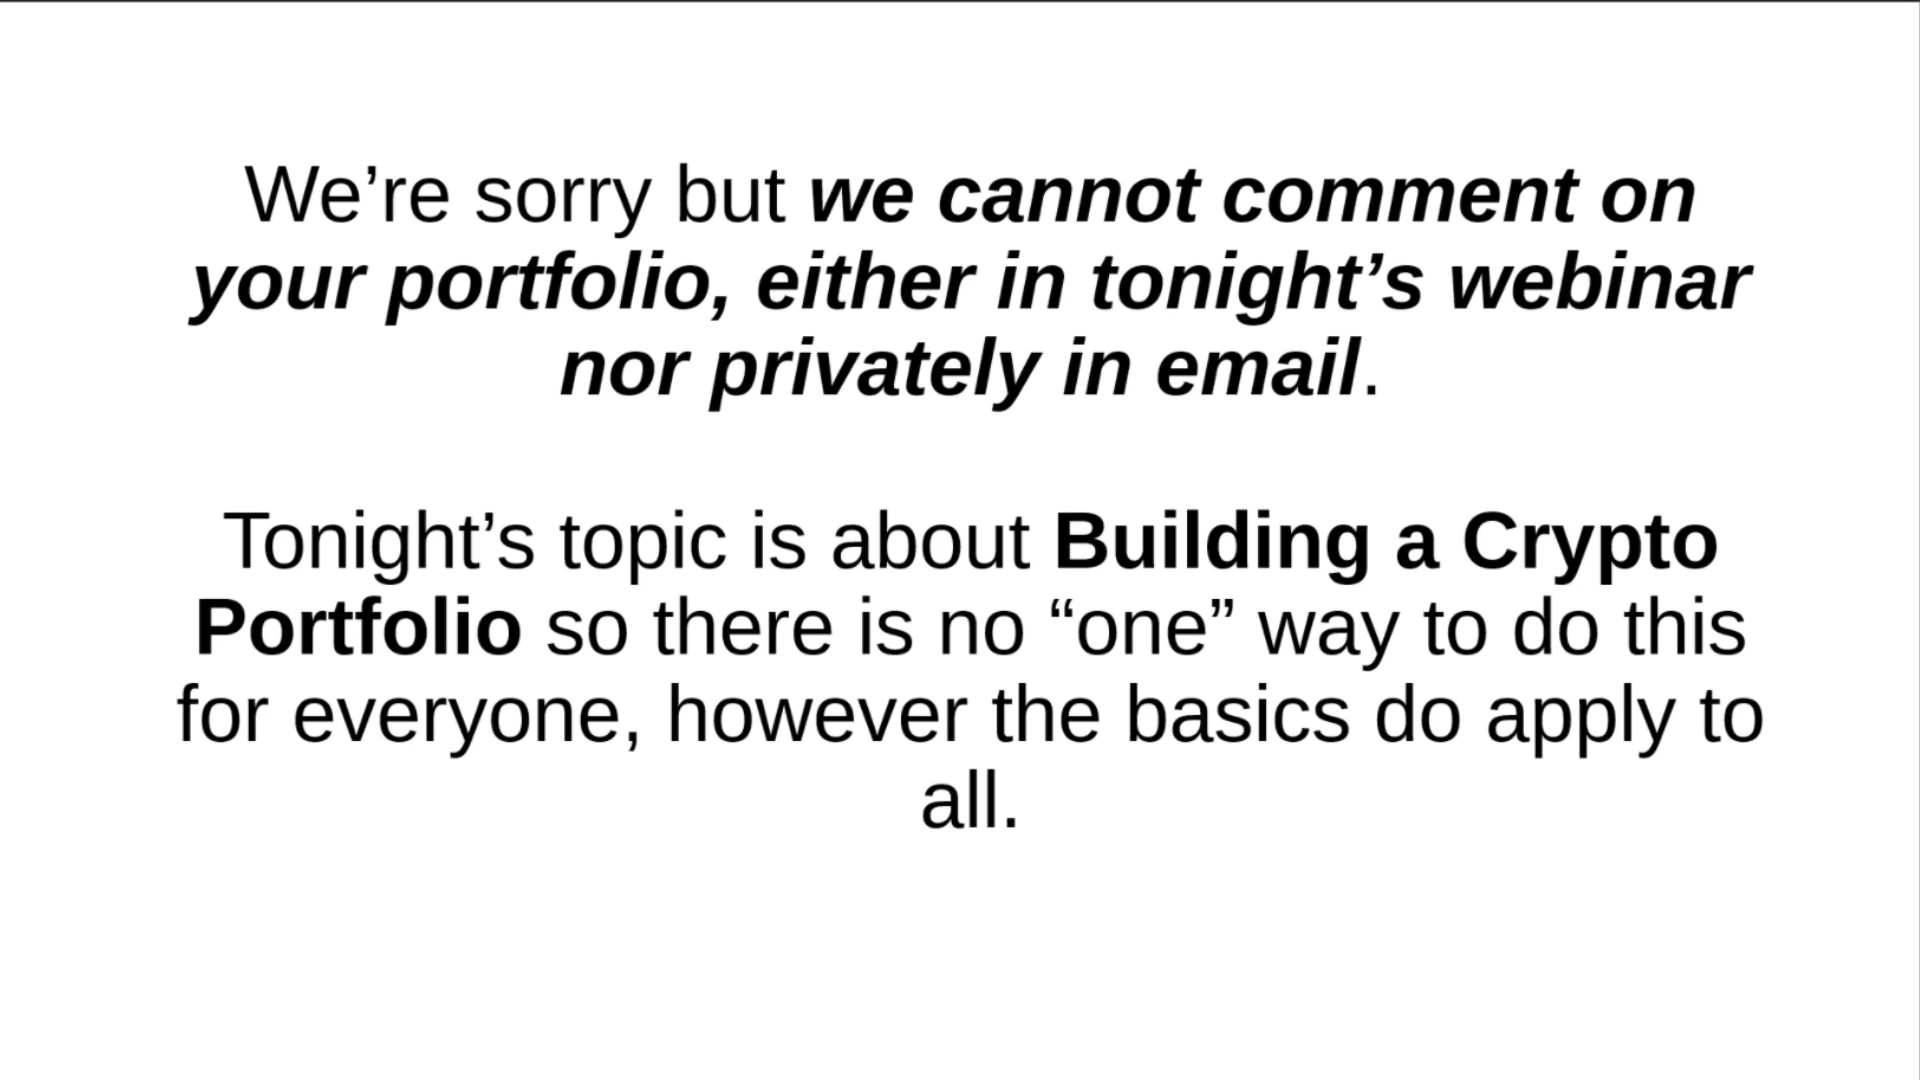 We’re sorry but we cannot comment on
your portfolio, either in tonight’s webinar
nor privately in email.
Tonight’s topic is about Building a Crypto
Portfolio so there is no “one” way to do this
for everyone, however the basics do apply to
all.